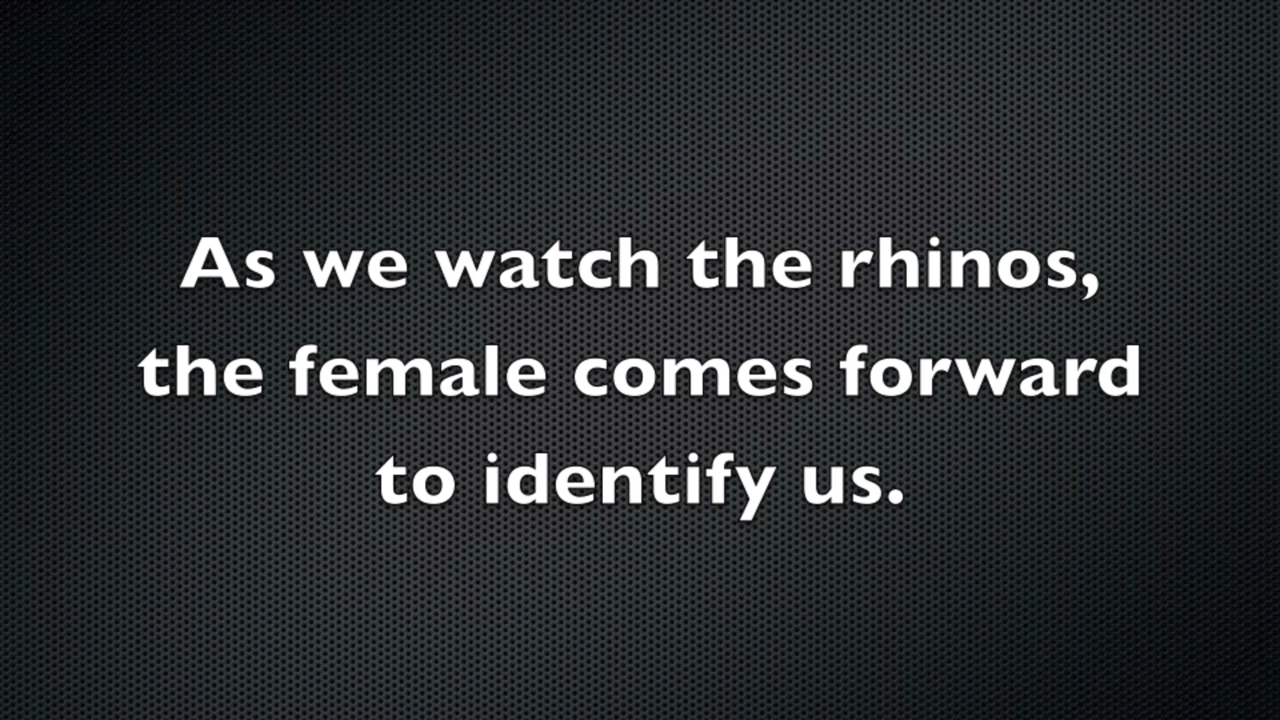 As we watch the rhinos,
the female comes forward
to identify us.